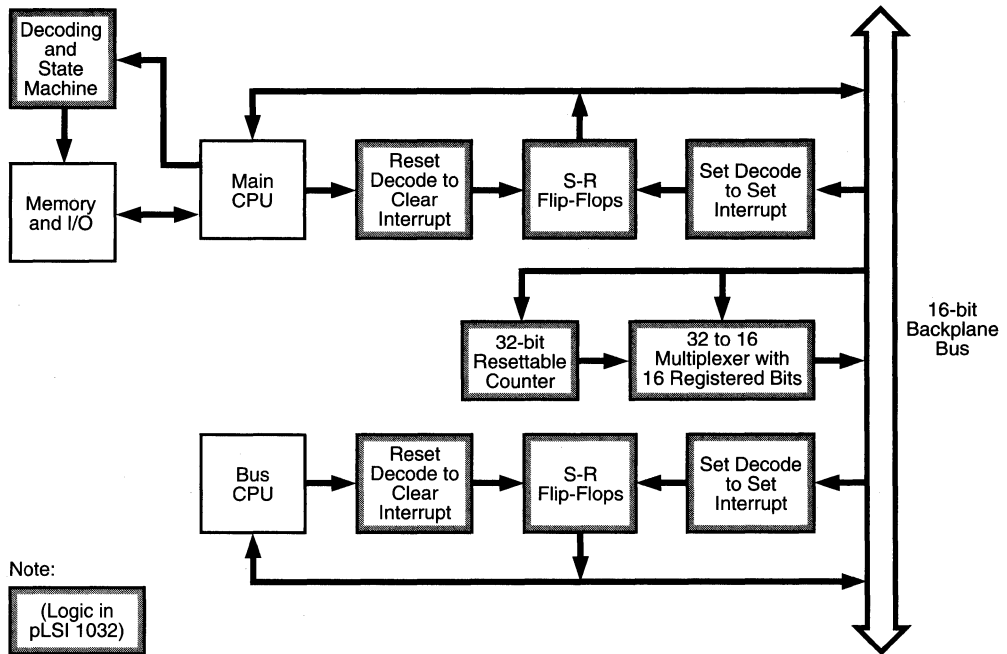 Decoding
and
State
Machine
Memory
and I/O
Main
CPU
Reset
Decode to
Clear
Interrupt
S-R
Flip-Flops
Set Decode
to Set
Interrupt
32-bit
Resettable
Counter
32 to 16
Multiplexer with
16 Registered Bits
16-bit
Backplane
Bus
Bus
CPU
Reset
Decode to
Clear
Interrupt
S-R
Flip-Flops
Set Decode
to Set
Interrupt
Note:
(Logic in
pLSI 1032)